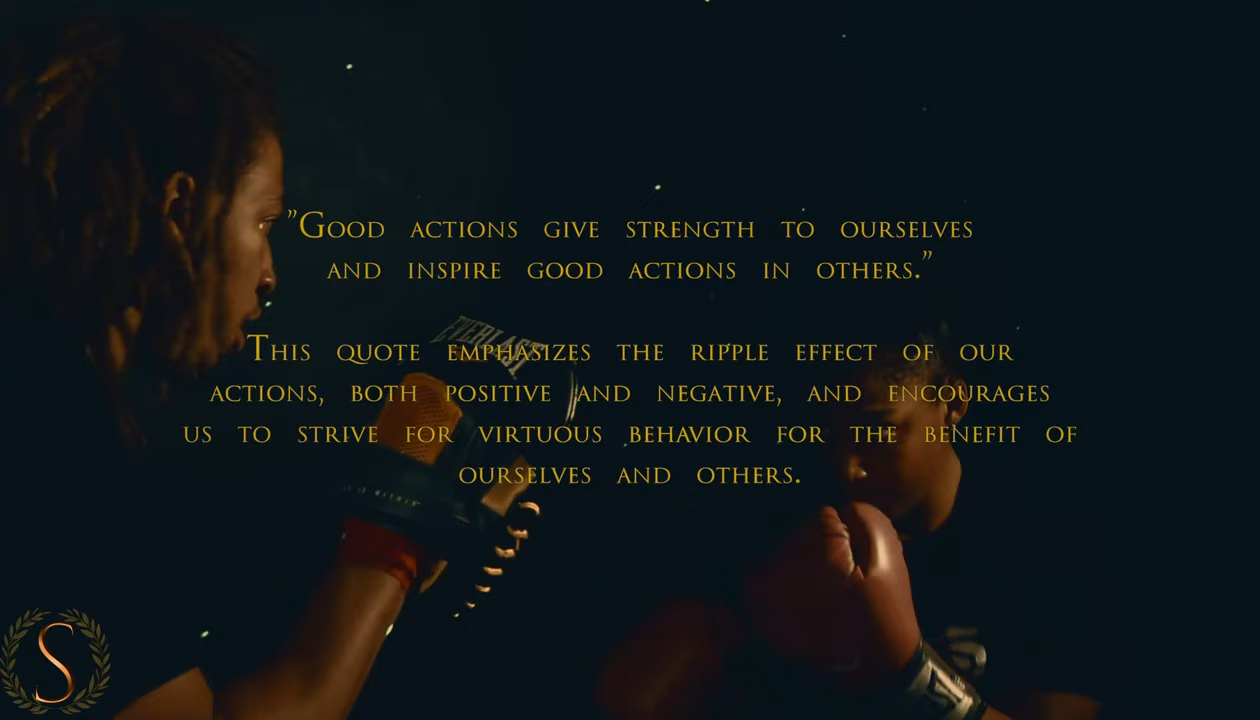 ”Good actions give strength to ourselves
and inspire good actions in others.”
This quote emphasizes the ripple effect of our
actions, both positive and negative, and encourages
us to strive for virtuous behavior for the benefit of
ourselves and others.
EVERLAST
S